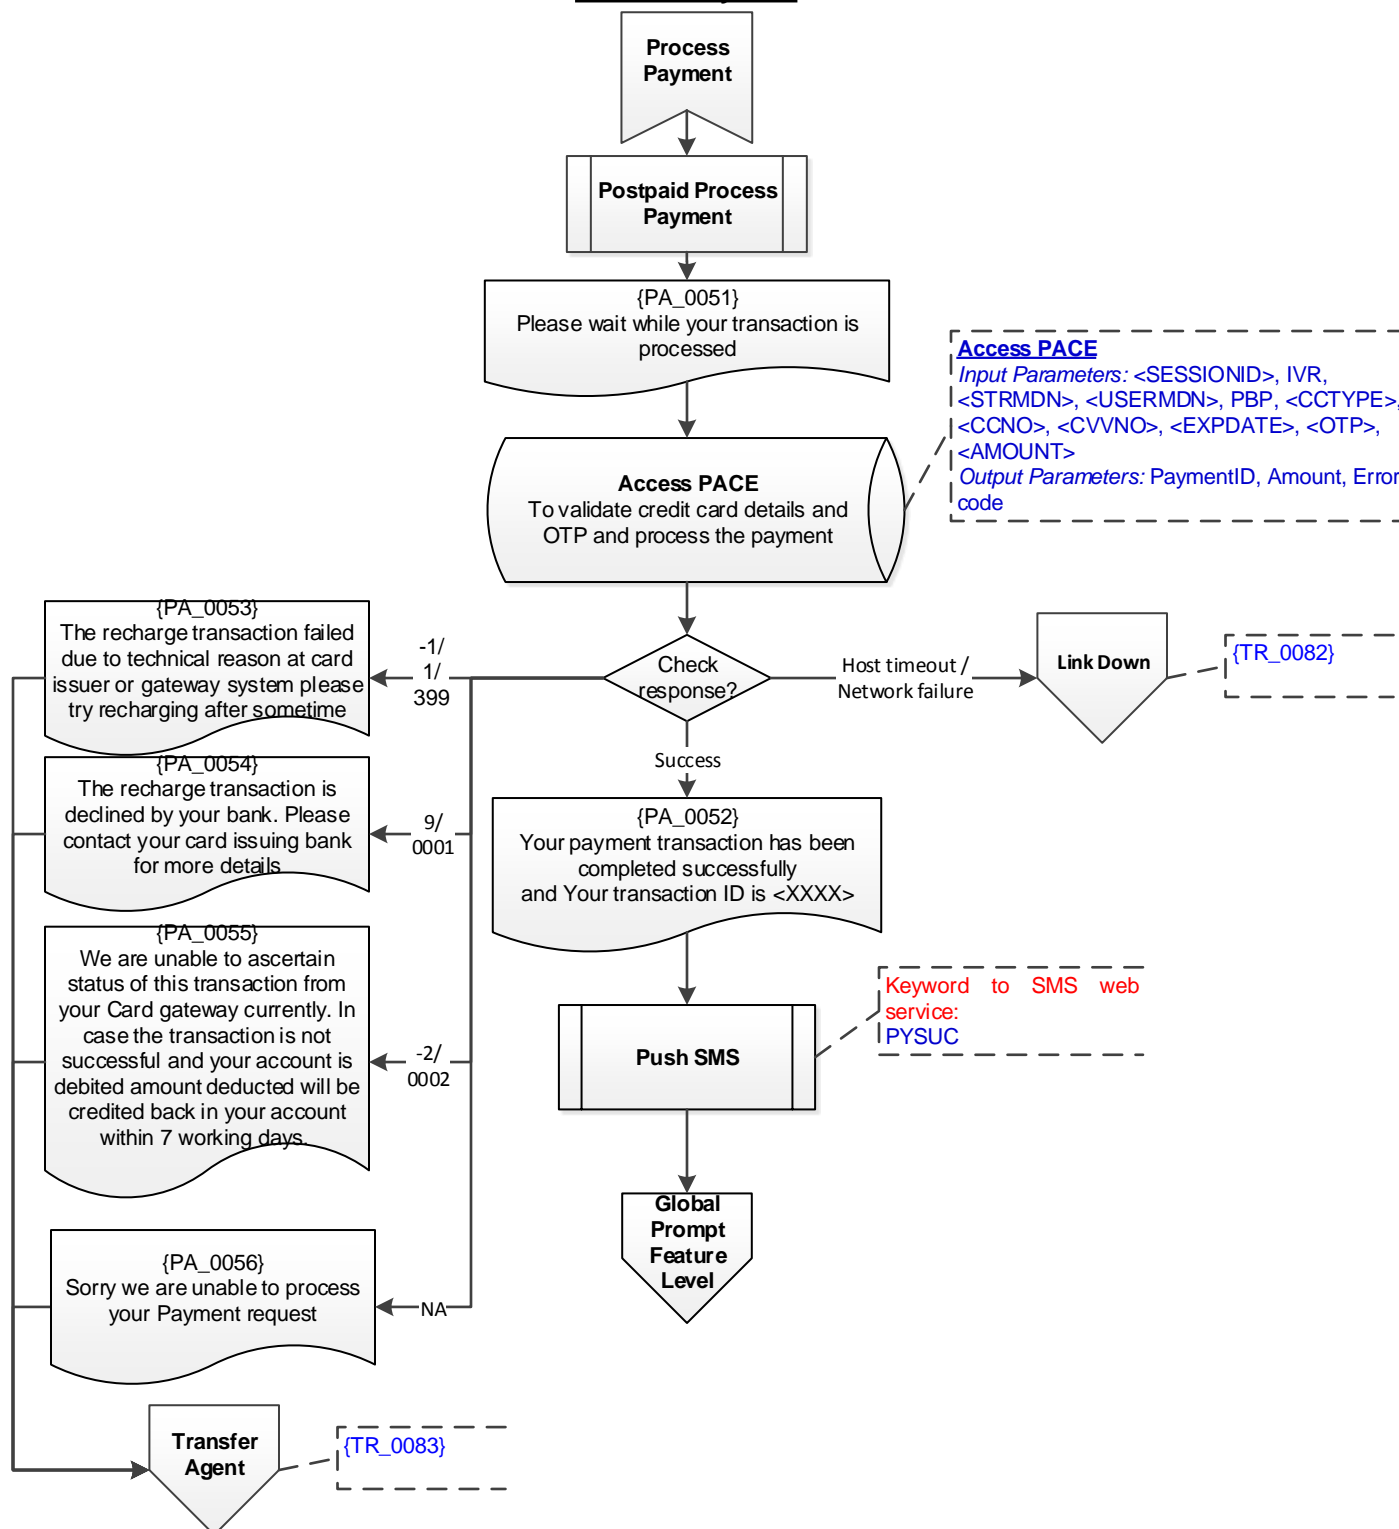 Process
Payment
Postpaid Process
Payment
{PA_0051}
Please wait while your transaction is
processed
Access PACE
Input Parameters: <SESSIONID>, IVR,
<STRMDN>, <USERMDN>, PBP, <CCTYPE>,
<CCNO>, <CVVNO>, <EXPDATE>, <OTP>,
<AMOUNT>
Output Parameters: PaymentID, Amount, Error
code
Access PACE
To validate credit card details and
OTP and process the payment
{PA_0053}
The recharge transaction failed
due to technical reason at card
issuer or gateway system please
try recharging after sometime
-1/
1/
399
Check
response?
Host timeout /
Network failure
Link Down
{TR_0082}
Success
{PA_0054}
The recharge transaction is
declined by your bank. Please
contact your card issuing bank
for more details
9/
0001
{PA_0052}
Your payment transaction has been
completed successfully
and Your transaction ID is <XXXX>
{PA_0055}
We are unable to ascertain
status of this transaction from
your Card gateway currently. In
case the transaction is not
successful and your account is
debited amount deducted will be
credited back in your account
within 7 working days.
-2/
0002
Keyword to SMS web
service:
PYSUC
Push SMS
Global
Prompt
Feature
Level
{PA_0056}
Sorry we are unable to process
your Payment request
NA
Transfer
Agent
{TR_0083}